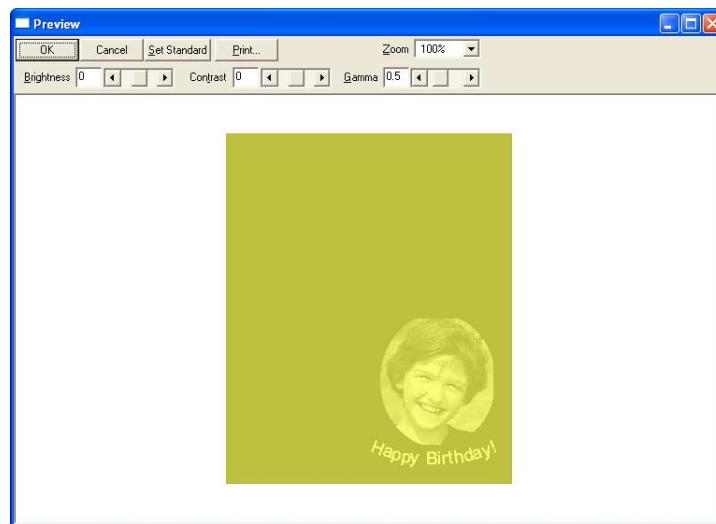 Preview
OK Cancel Set Standard Print... Zoom 100%
Brightness 0 Contrast 0 Gamma 0.5
Happy Birthday!